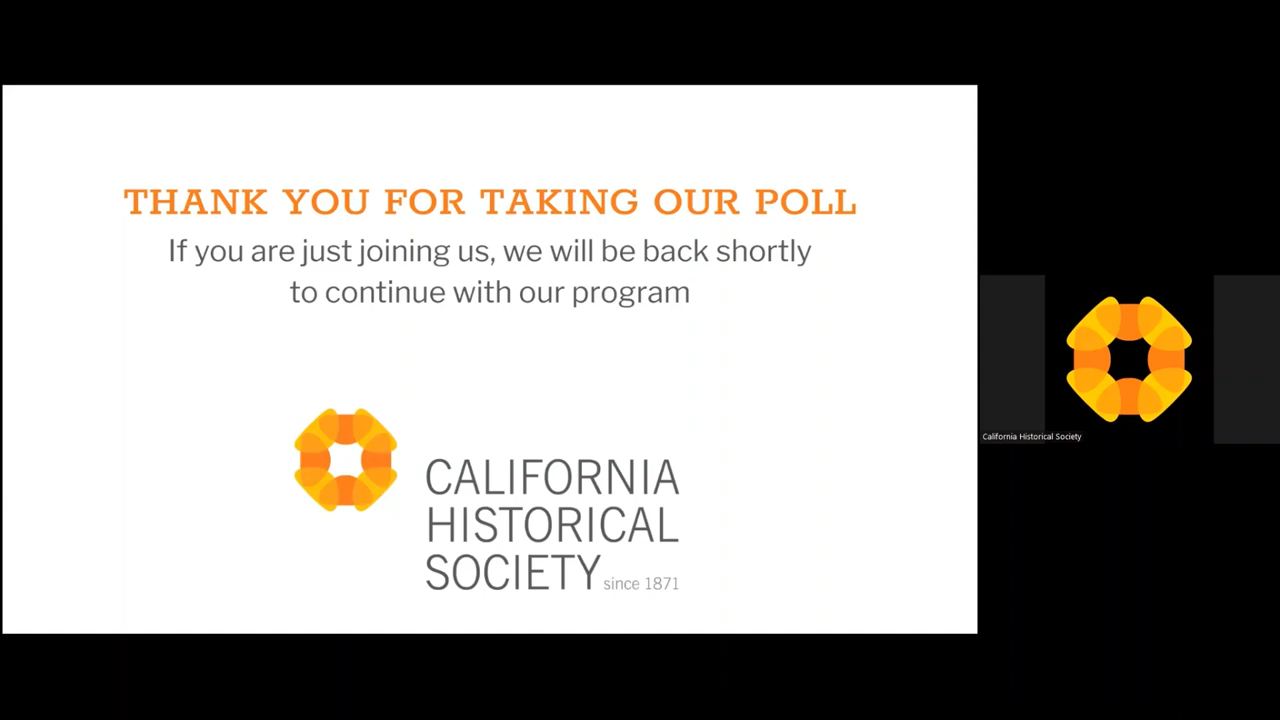 THANK YOU FOR TAKING OUR POLL
If you are just joining us, we will be back shortly
to continue with our program
CALIFORNIA
HISTORICAL
SOCIETY since 1871
California Historical Society